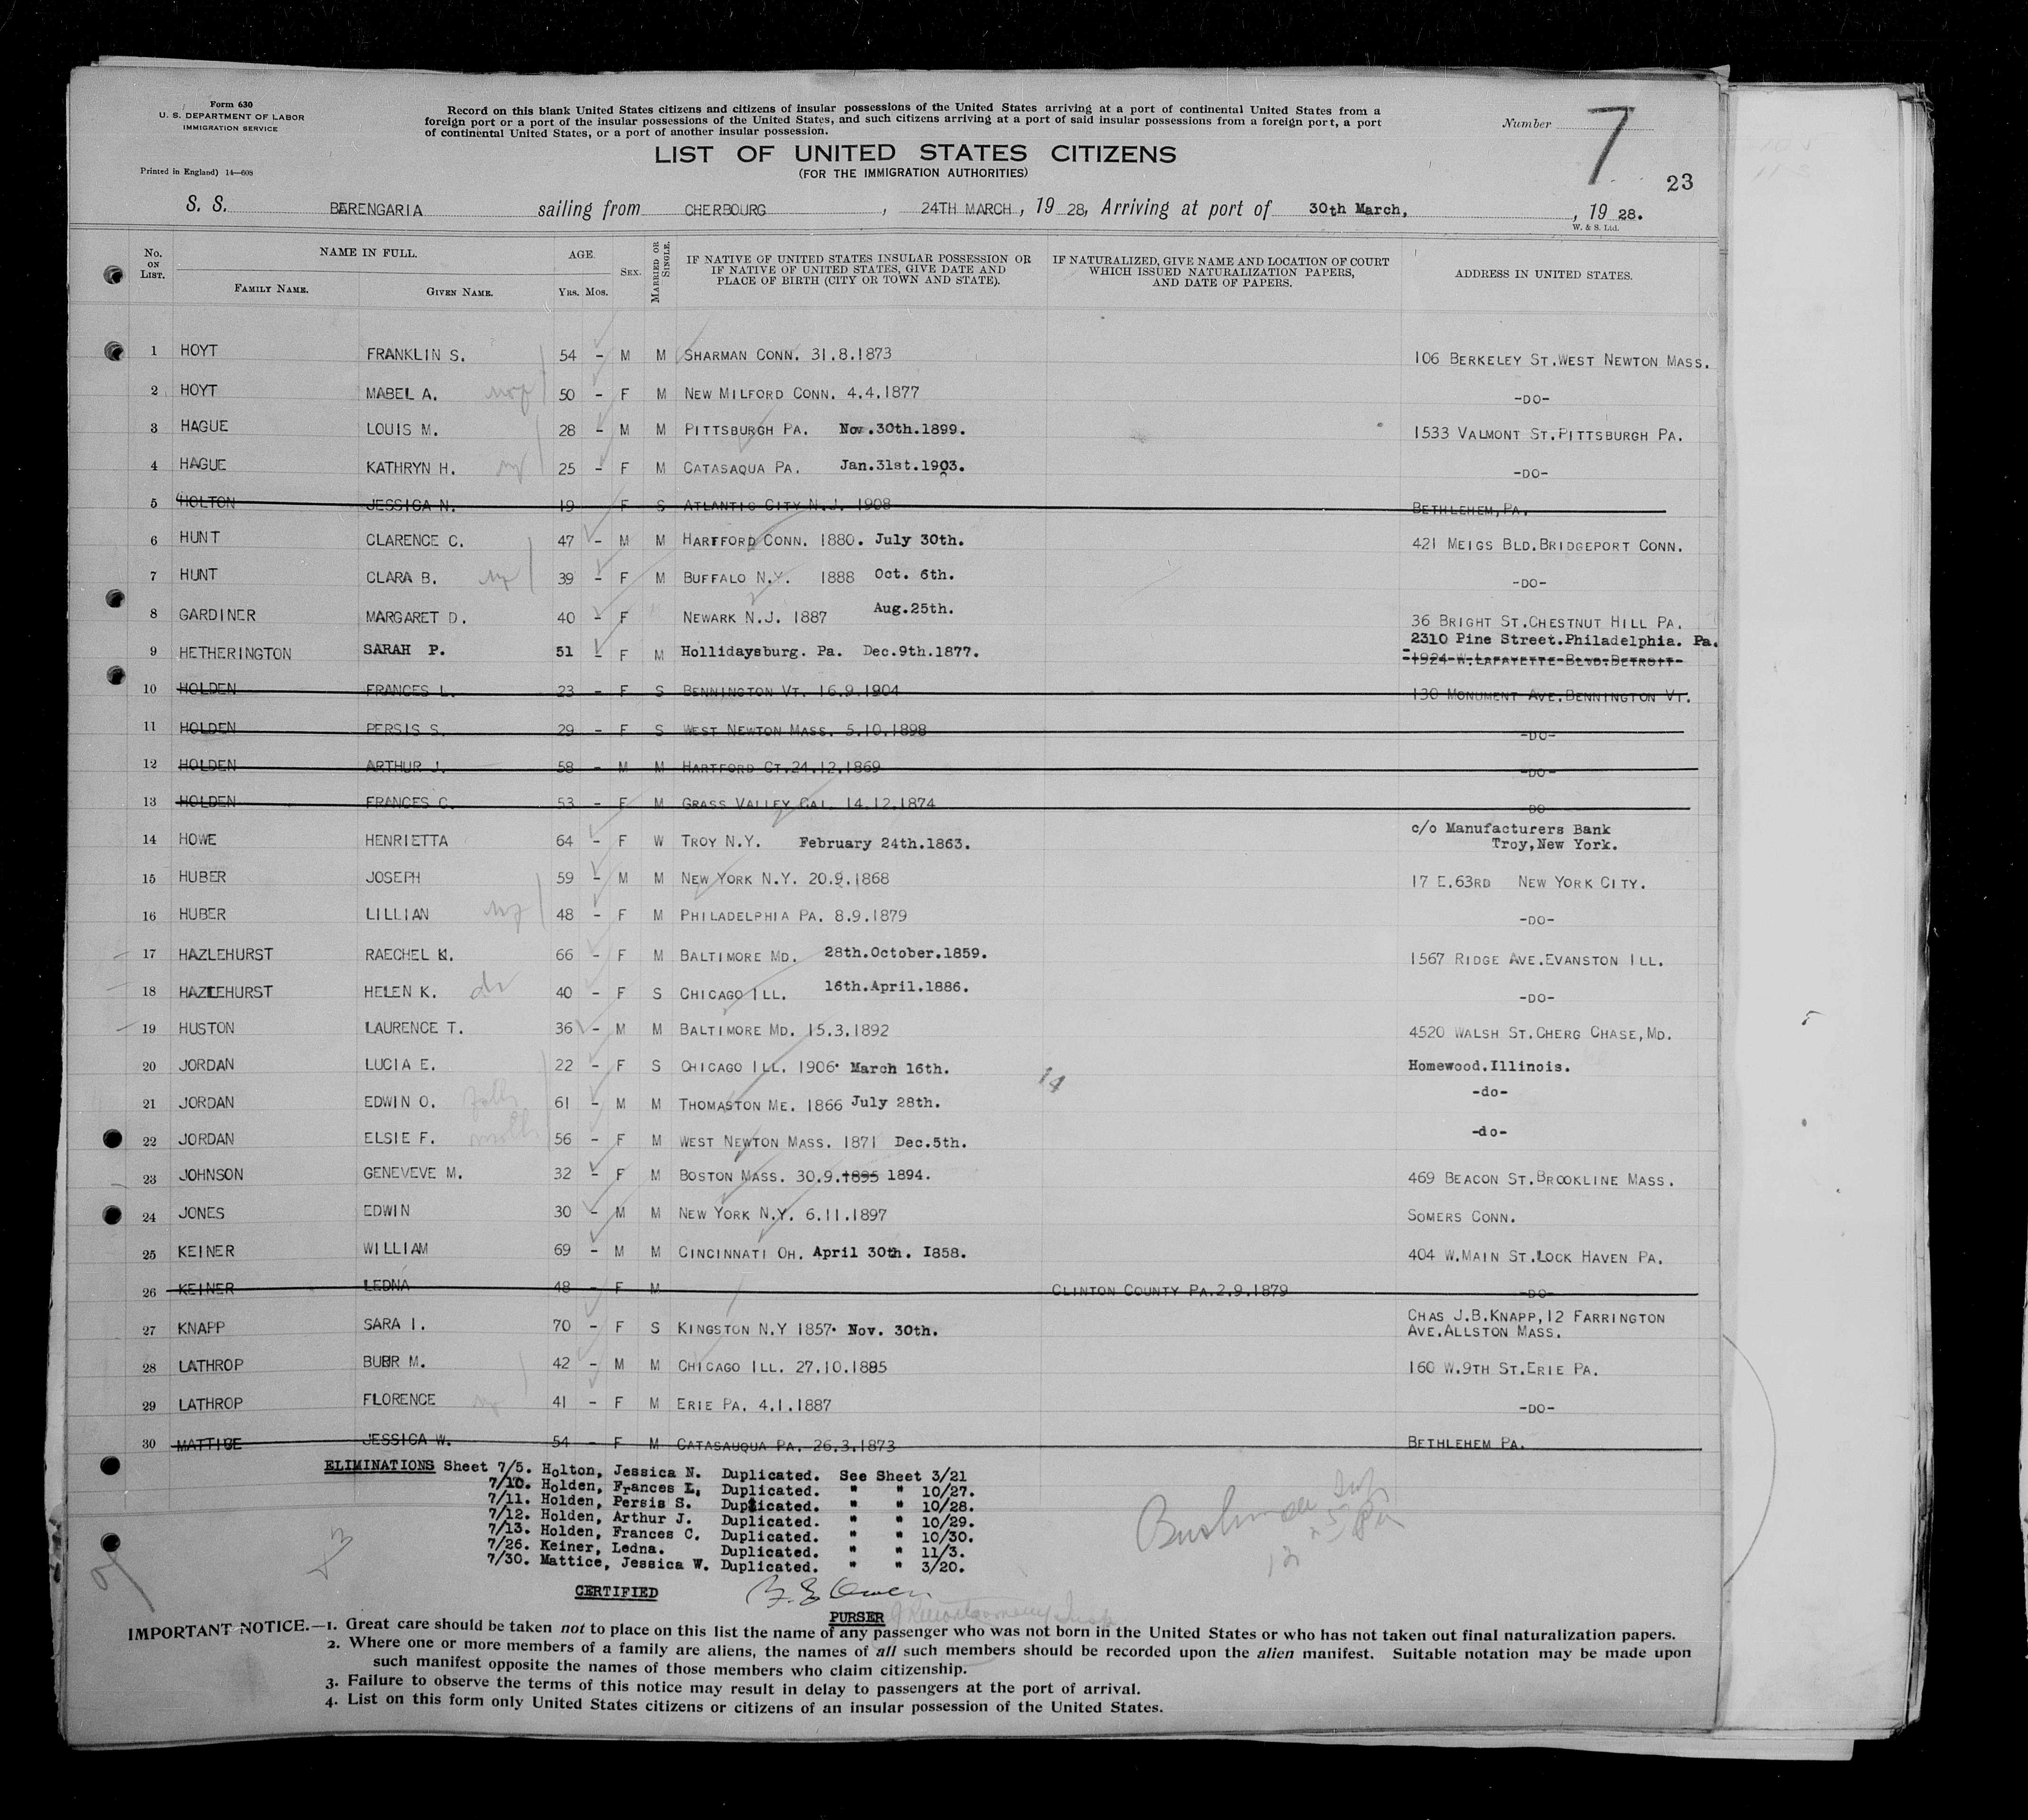 Form 630
U. S. DEPARTMENT OF LABOR
IMMIGRATION SERVICE
Printed in England) 14—608
Record on this blank United States citizens and citizens of insular possessions of the United States arriving at a port of continental United States from a
foreign port or a port of the insular possessions of the United States, and such citizens arriving at a port of said insular possessions from a foreign port, a port
of continental United States, or a port of another insular possession.
Number 7
LIST OF UNITED STATES CITIZENS
(FOR THE IMMIGRATION AUTHORITIES)
23
S. S. BERENGARIA sailing from CHERBOURG, 24TH MARCH, 19 28, Arriving at port of 30th March, , 19 28.
W. & S. Ltd.
No. ON LIST. NAME IN FULL. FAMILY NAME. GIVEN NAME. AGE. YRS. MOS. SEX. MARRIED OR SINGLE. IF NATIVE OF UNITED STATES INSULAR POSSESSION OR IF NATIVE OF UNITED STATES, GIVE DATE AND PLACE OF BIRTH (CITY OR TOWN AND STATE). IF NATURALIZED, GIVE NAME AND LOCATION OF COURT WHICH ISSUED NATURALIZATION PAPERS, AND DATE OF PAPERS. ADDRESS IN UNITED STATES.
1 HOYT FRANKLIN S. 54 - M M SHARMAN CONN. 31.8.1873 106 BERKELEY ST.WEST NEWTON MASS.
2 HOYT MABEL A. 50 - F M NEW MILFORD CONN. 4.4.1877 -DO-
3 HAGUE LOUIS M. 28 - M M PITTSBURGH PA. Nov.30th.1899. 1533 VALMONT ST.PITTSBURGH PA.
4 HAGUE KATHRYN H. 25 - F M CATASAQUA PA. Jan.31st.1903. -DO-
5 HOLTON JESSICA N. 19 F S ATLANTIC CITY N.J. 1908 BETHLEHEM, PA.
6 HUNT CLARENCE C. 47 - M M HARTFORD CONN. 1880. July 30th. 421 MEIGS BLD.BRIDGEPORT CONN.
7 HUNT CLARA B. 39 - F M BUFFALO N.Y. 1888 Oct. 6th. -DO-
8 GARDINER MARGARET D. 40 - F NEWARK N.J. 1887 Aug.25th. 36 BRIGHT ST.CHESTNUT HILL PA.
9 HETHERINGTON SARAH P. 51 - F M Hollidaysburg. Pa. Dec.9th.1877. 2310 Pine Street.Philadelphia. Pa.
1924 W.LAFAYETTE BLVD.DETROIT
10 HOLDEN FRANCES L. 23 - F S BENNINGTON VT. 16.9.1904 130 MONUMENT AVE.BENNINGTON VT.
11 HOLDEN PERSIS S. 29 - F S WEST NEWTON MASS. 5.10.1898 -DO-
12 HOLDEN ARTHUR J. 58 - M M HARTFORD CT.24.12.1869 -DO-
13 HOLDEN FRANCES C. 53 - F M GRASS VALLEY CAL. 14.12.1874 DO
14 HOWE HENRIETTA 64 - F W TROY N.Y. February 24th.1863. c/o Manufacturers Bank
Troy,New York.
15 HUBER JOSEPH 59 - M M NEW YORK N.Y. 20.9.1868 17 E.63RD NEW YORK CITY.
16 HUBER LILLIAN 48 - F M PHILADELPHIA PA. 8.9.1879 -DO-
17 HAZLEHURST RAECHEL K. 66 - F M BALTIMORE MD. 28th.October.1859. 1567 RIDGE AVE.EVANSTON ILL.
18 HAZLEHURST HELEN K. 40 - F S CHICAGO ILL. 16th.April.1886. -DO-
19 HUSTON LAURENCE T. 36 - M M BALTIMORE MD. 15.3.1892 4520 WALSH ST.CHERG CHASE,MD.
20 JORDAN LUCIA E. 22 - F S CHICAGO ILL. 1906. March 16th. 14 Homewood.Illinois.
21 JORDAN EDWIN O. 61 - M M THOMASTON ME. 1866 July 28th. -do-
22 JORDAN ELSIE F. 56 - F M WEST NEWTON MASS. 1871 Dec.5th. -do-
23 JOHNSON GENEVEVE M. 32 - F M BOSTON MASS. 30.9.1895 1894. 469 BEACON ST.BROOKLINE MASS.
24 JONES EDWIN 30 - M M NEW YORK N.Y. 6.11.1897 SOMERS CONN.
25 KEINER WILLIAM 69 - M M CINCINNATI OH. April 30th. I858. 404 W.MAIN ST.LOCK HAVEN PA.
26 KEINER LEDNA 48 - F M CLINTON COUNTY PA.2.9.1879 -DO-
27 KNAPP SARA I. 70 - F S KINGSTON N.Y 1857. Nov. 30th. CHAS J.B.KNAPP,12 FARRINGTON
AVE.ALLSTON MASS.
28 LATHROP BURR M. 42 - M M CHICAGO ILL. 27.10.1885 160 W.9TH ST.ERIE PA.
29 LATHROP FLORENCE 41 - F M ERIE PA. 4.1.1887 -DO-
30 MATTICE JESSICA W. 54 - F M CATASAUQUA PA. 26.3.1873 BETHLEHEM PA.
ELIMINATIONS Sheet 7/5. Holton, Jessica N. Duplicated. See Sheet 3/21
7/10. Holden, Frances L, Duplicated. " " 10/27.
7/11. Holden, Persis S. Duplicated. " " 10/28.
7/12. Holden, Arthur J. Duplicated. " " 10/29.
7/13. Holden, Frances C. Duplicated. " " 10/30.
7/26. Keiner, Ledna. Duplicated. " " 11/3.
7/30. Mattice, Jessica W. Duplicated. " " 3/20.
CERTIFIED
PURSER
IMPORTANT NOTICE.—1. Great care should be taken not to place on this list the name of any passenger who was not born in the United States or who has not taken out final naturalization papers.
2. Where one or more members of a family are aliens, the names of all such members should be recorded upon the alien manifest. Suitable notation may be made upon
such manifest opposite the names of those members who claim citizenship.
3. Failure to observe the terms of this notice may result in delay to passengers at the port of arrival.
4. List on this form only United States citizens or citizens of an insular possession of the United States.